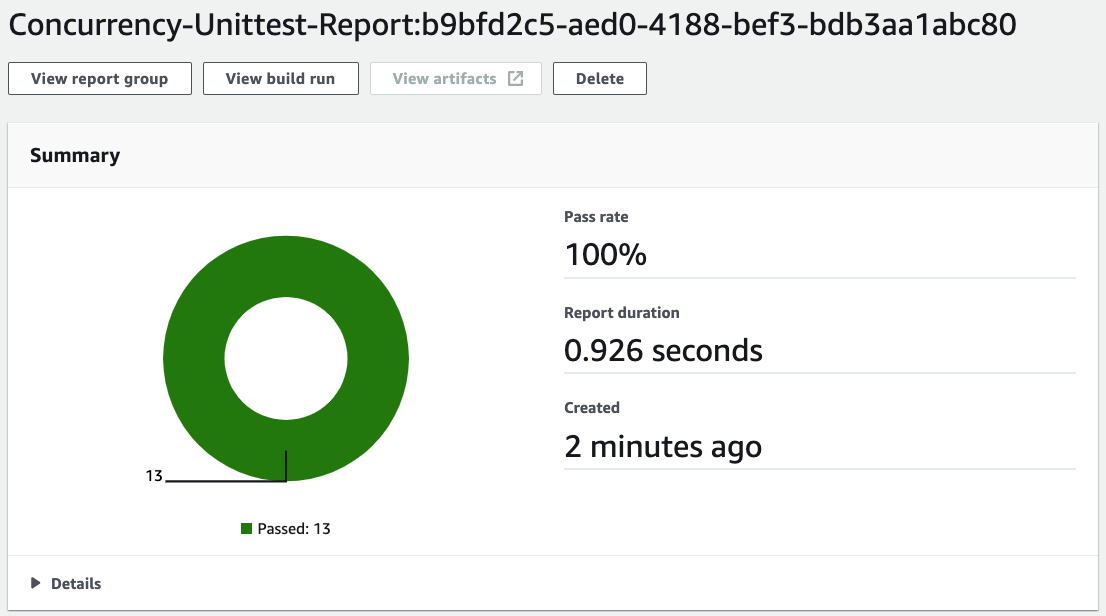 Concurrency-Unittest-Report:b9bfd2c5-aed0-4188-bef3-bdb3aa1abc80
View report group
View build run
View artifacts
Delete
Summary
Pass rate
100%
Report duration
0.926 seconds
Created
2 minutes ago
13
Passed: 13
Details